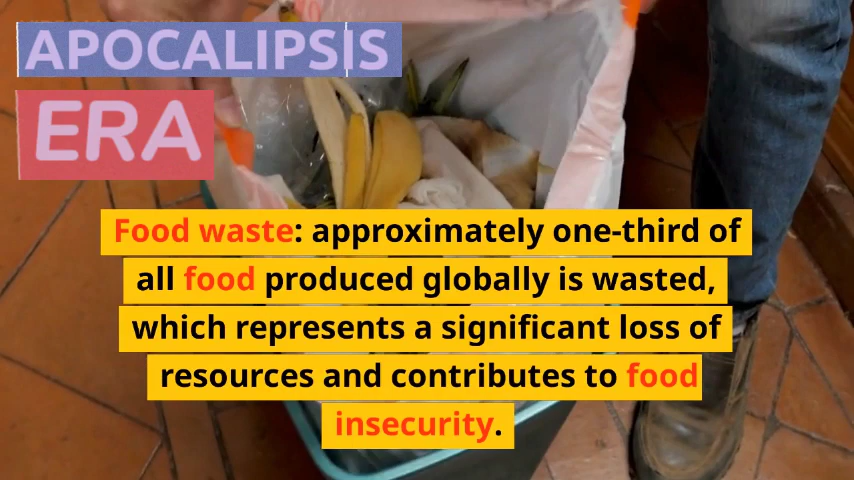 APOCALIPSIS
ERA
Food waste: approximately one-third of
all food produced globally is wasted,
which represents a significant loss of
resources and contributes to food
insecurity.